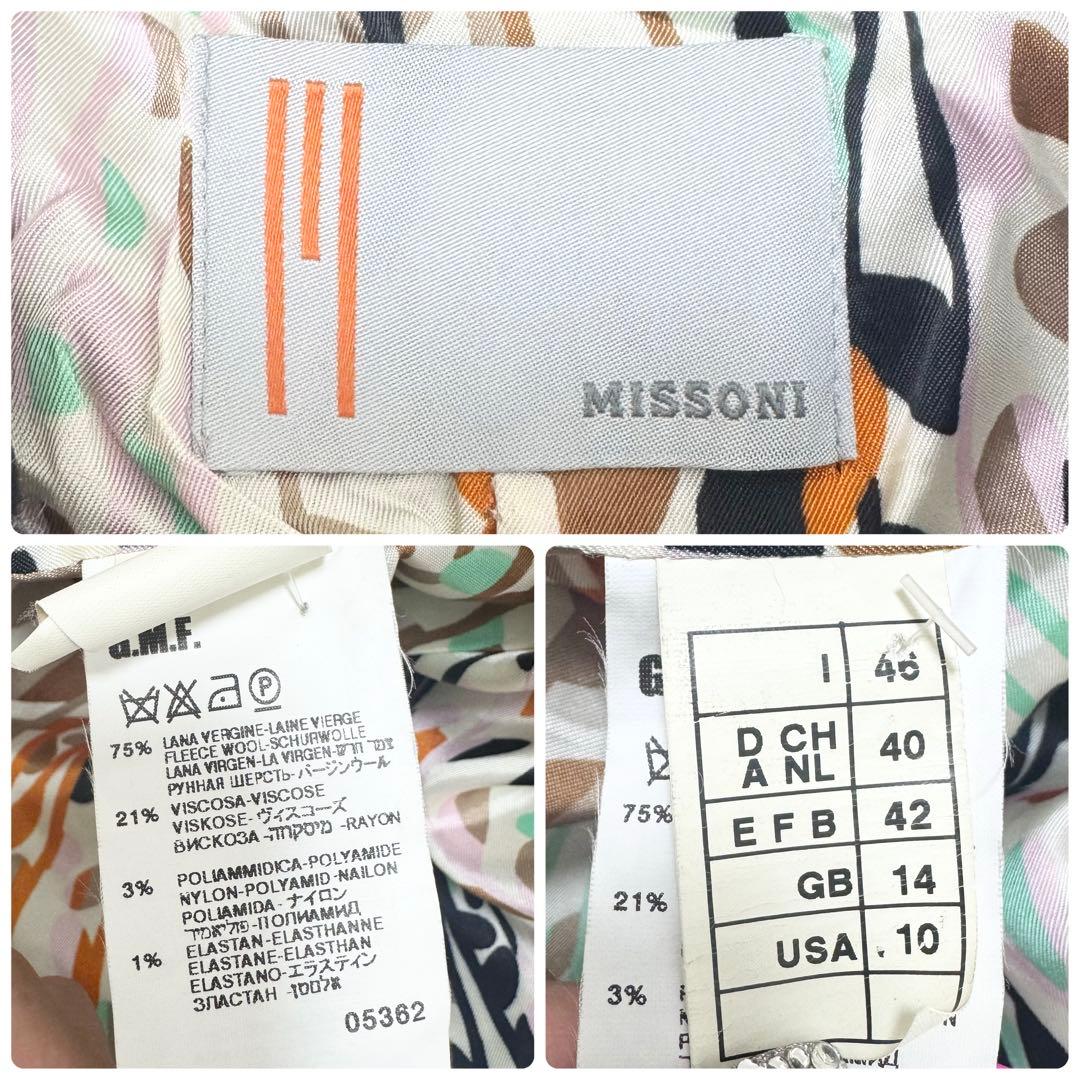 MISSONI
G.M.F.
P
75% LANA VERGINE-LAINE VIERGE
FLEECE WOOL-SCHURWOLLE
LANA VIRGEN-LA VIRGEN-צמר חדש
РУННАЯ ШЕРСТЬ-バージンウール
21% VISCOSA-VISCOSE
VISKOSE-ヴィスコーズ
ВИСКОЗА -RAYON
3% POLIAMMIDICA-POLYAMIDE
NYLON-POLYAMID-NAILON
POLIAMIDA-ナイロン
ПОЛИАМИД
1% ELASTAN-ELASTHANNE
ELASTANE-ELASTHAN
ELASTANO-エラスティン
ЭЛАСТАН
05362
G
75%
21%
3%
I 46
D CH
A NL 40
E F B 42
GB 14
USA 10